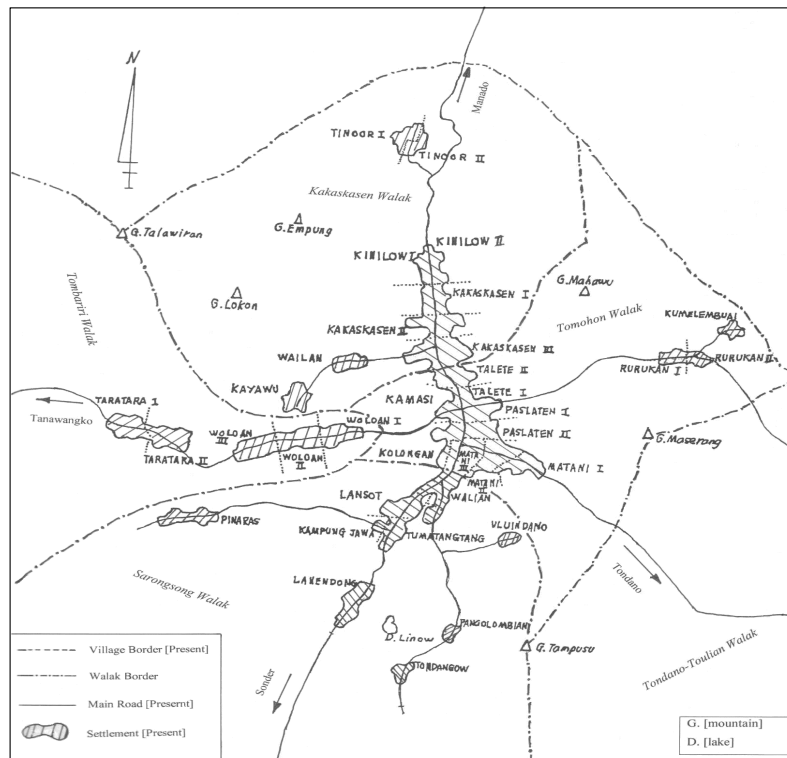 N
Manado
TINOOR I
TINOOR II
Kakaskasen Walak
G. Talawiran
G. Empung
KINILOW II
KINILOW I
G. Lokon
KAKASKASEN I
G. Mahawu
Tombariri Walak
Tomohon Walak
KUMELEMBUAI
KAKASKASEN II
KAKASKASEN III
WAILAN
RURUKAN II
TALETE II
RURUKAN I
KAYAWU
TALETE I
KAMASI
TARATARA I
Tanawangko
PASLATEN I
WOLOAN I
WOLOAN III
PASLATEN II
G. Maserang
WOLOAN II
KOLONGAN
MATANI III
TARATARA II
MATANI I
MATANI II
LANSOT
WALIAN
PINARAS
KAMPUNG JAWA
TUMATANGTANG
ULUINDANO
Tondano
Sarongsong Walak
LAHENDONG
PANGOLOMBIAN
D. Linow
G. Tampusu
Tondano-Toulian Walak
TONDANGOW
Sonder
Village Border [Present]
Walak Border
Main Road [Presernt]
Settlement [Present]
G. [mountain]
D. [lake]